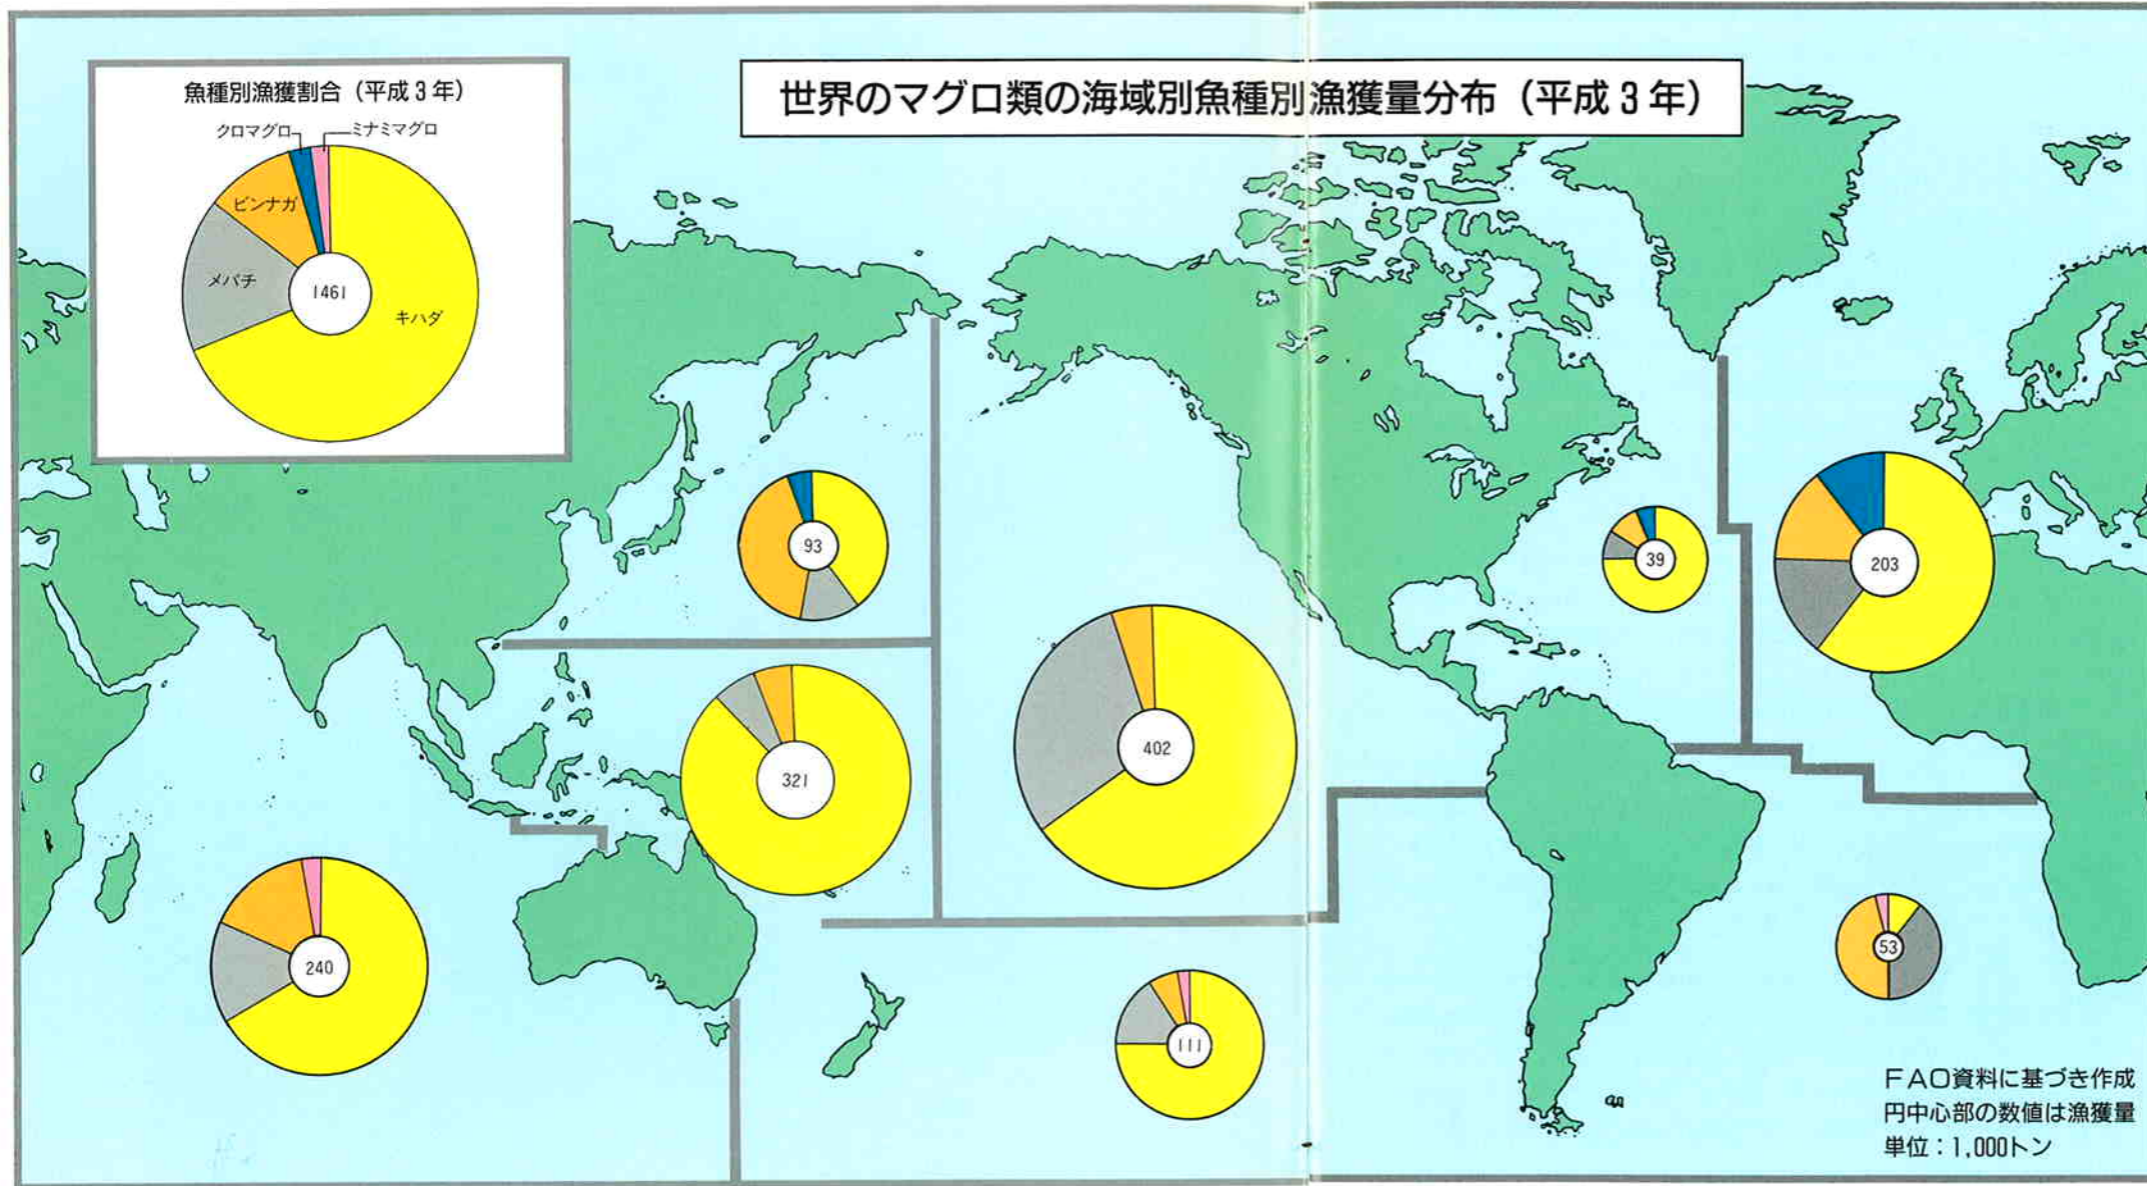 世界のマグロ類の海域別魚種別漁獲量分布（平成3年）
魚種別漁獲割合（平成3年）
クロマグロ
ミナミマグロ
ビンナガ
メバチ
1461
キハダ
93
39
203
321
402
240
111
53
FAO資料に基づき作成
円中心部の数値は漁獲量
単位：1,000トン